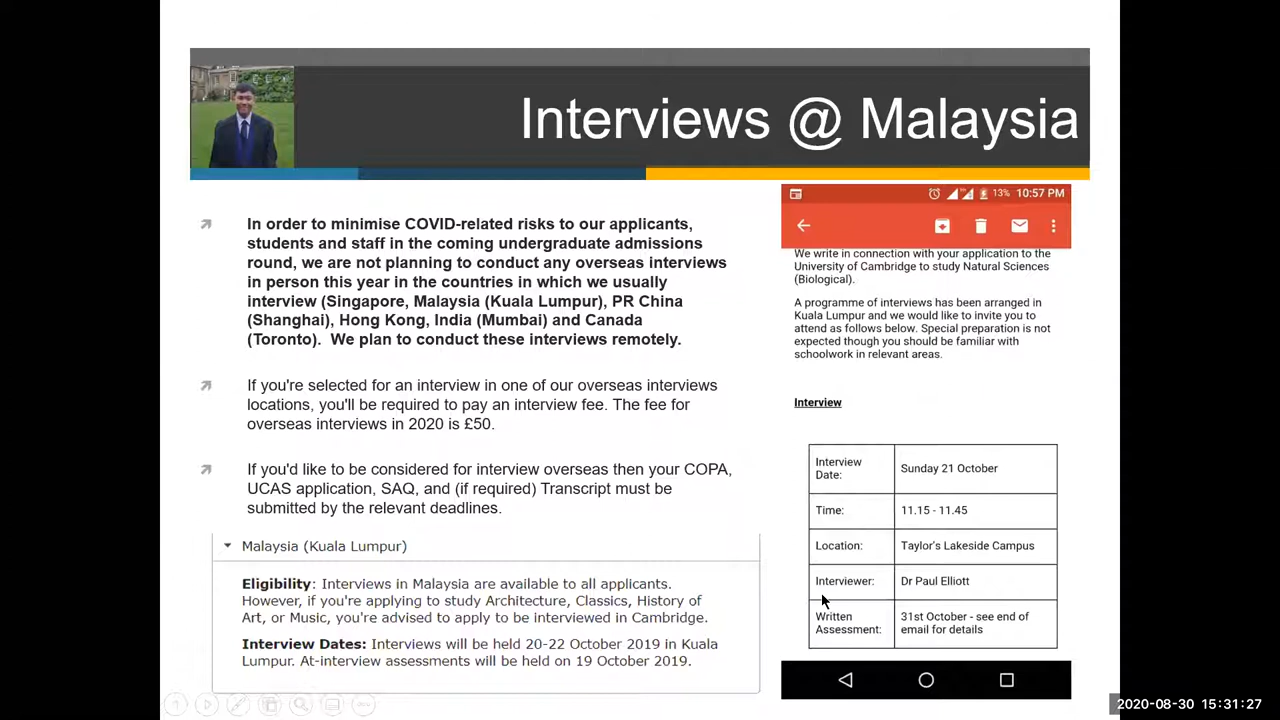 Interviews @ Malaysia
In order to minimise COVID-related risks to our applicants,
students and staff in the coming undergraduate admissions
round, we are not planning to conduct any overseas interviews
in person this year in the countries in which we usually
interview (Singapore, Malaysia (Kuala Lumpur), PR China
(Shanghai), Hong Kong, India (Mumbai) and Canada
(Toronto).  We plan to conduct these interviews remotely.
If you're selected for an interview in one of our overseas interviews
locations, you'll be required to pay an interview fee. The fee for
overseas interviews in 2020 is £50.
If you'd like to be considered for interview overseas then your COPA,
UCAS application, SAQ, and (if required) Transcript must be
submitted by the relevant deadlines.
Malaysia (Kuala Lumpur)
Eligibility: Interviews in Malaysia are available to all applicants.
However, if you're applying to study Architecture, Classics, History of
Art, or Music, you're advised to apply to be interviewed in Cambridge.
Interview Dates: Interviews will be held 20-22 October 2019 in Kuala
Lumpur. At-interview assessments will be held on 19 October 2019.
13% 10:57 PM
We write in connection with your application to the
University of Cambridge to study Natural Sciences
(Biological).
A programme of interviews has been arranged in
Kuala Lumpur and we would like to invite you to
attend as follows below. Special preparation is not
expected though you should be familiar with
schoolwork in relevant areas.
Interview
Interview
Date:
Sunday 21 October
Time:
11.15 - 11.45
Location:
Taylor's Lakeside Campus
Interviewer:
Dr Paul Elliott
Written
Assessment:
31st October - see end of
email for details
2020-08-30 15:31:27